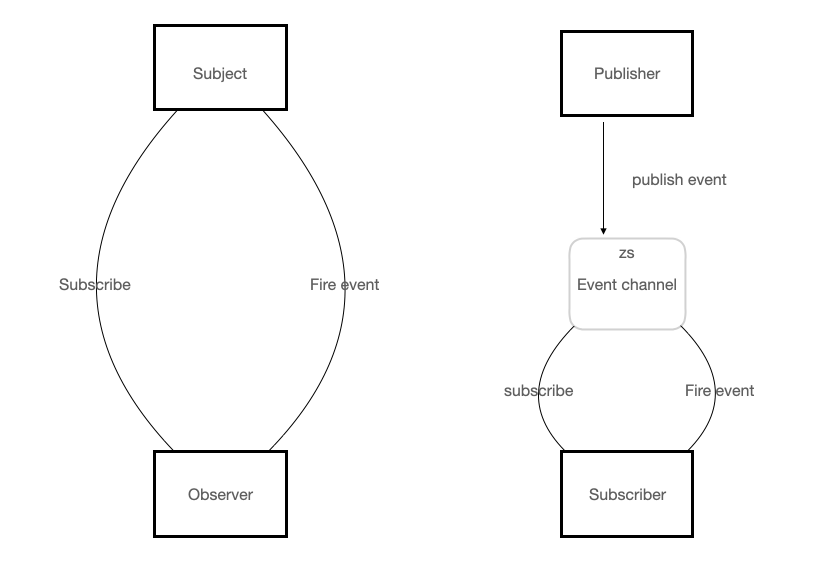 Subject
Subscribe
Fire event
Observer
Publisher
publish event
zs
Event channel
subscribe
Fire event
Subscriber